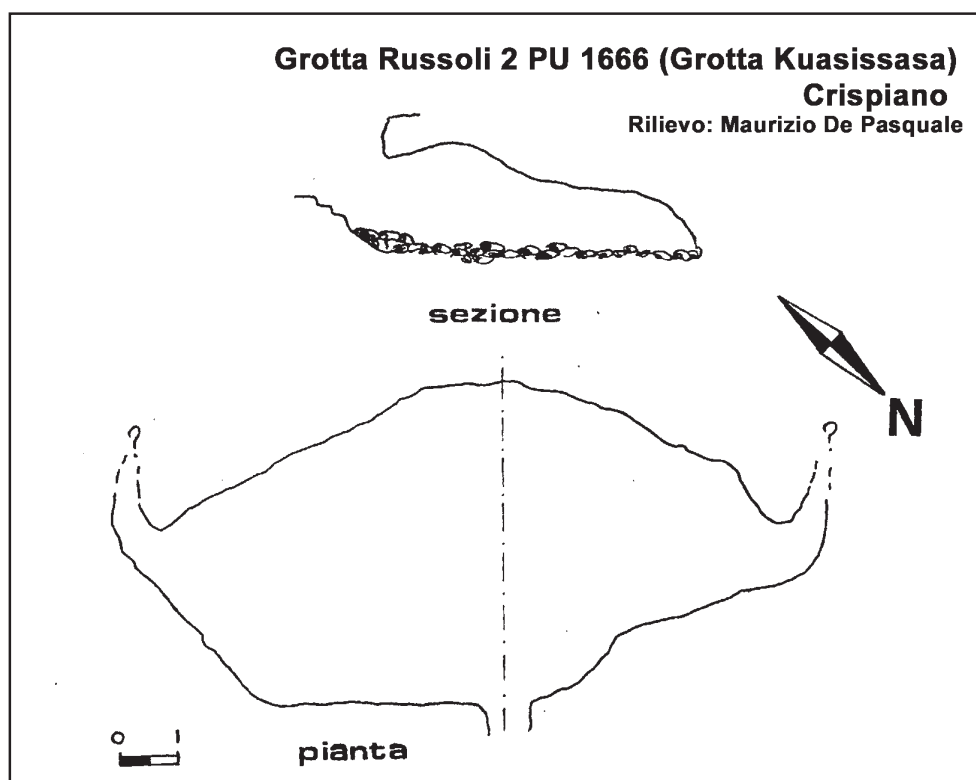 Grotta Russoli 2 PU 1666 (Grotta Kuasissasa)
Crispiano
Rilievo: Maurizio De Pasquale
sezione
N
? ?
0 1
pianta